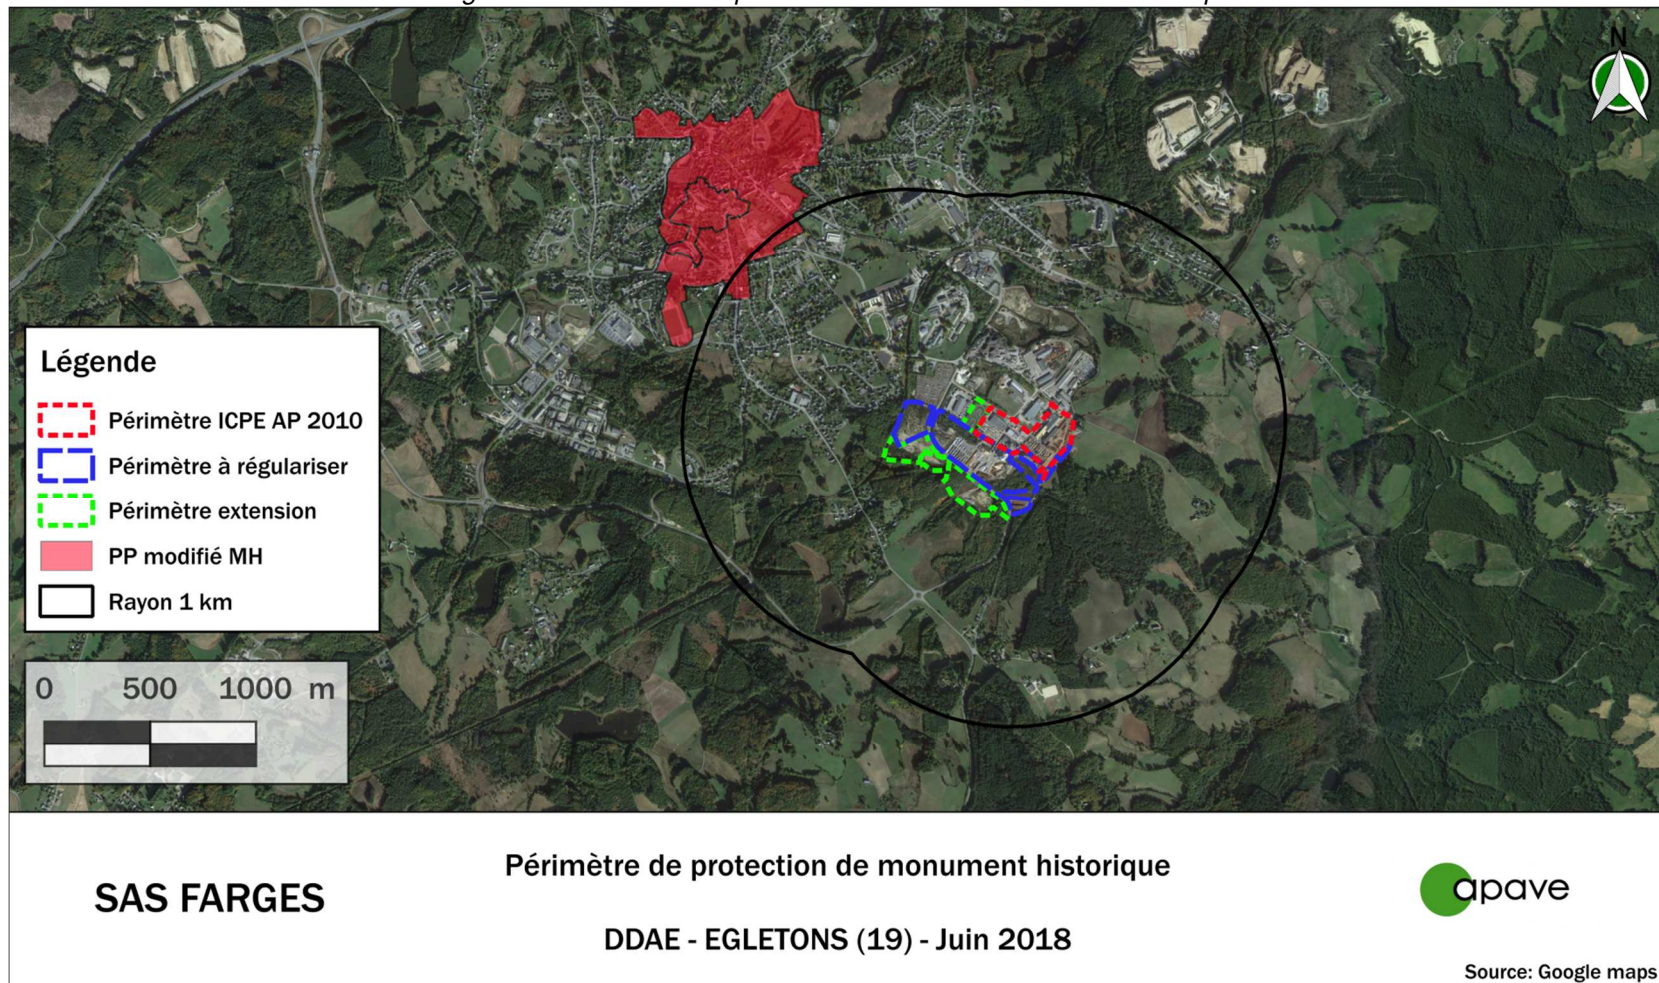 N
Légende
Périmètre ICPE AP 2010
Périmètre à régulariser
Périmètre extension
PP modifié MH
Rayon 1 km
0 500 1000 m
Périmètre de protection de monument historique
SAS FARGES
apave
DDAE - EGLETONS (19) - Juin 2018
Source: Google maps